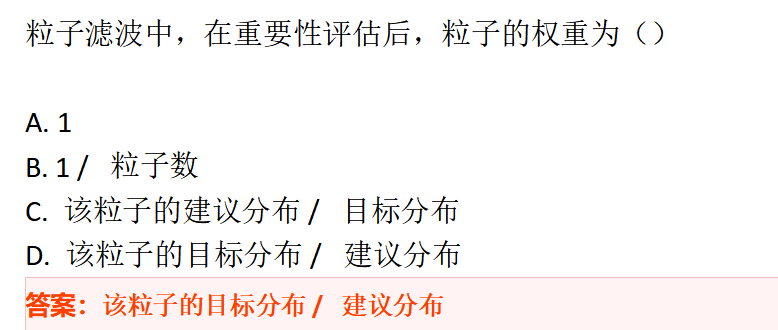 粒子滤波中，在重要性评估后，粒子的权重为（）
A. 1
B. 1 / 粒子数
C. 该粒子的建议分布 / 目标分布
D. 该粒子的目标分布 / 建议分布
答案：该粒子的目标分布 / 建议分布